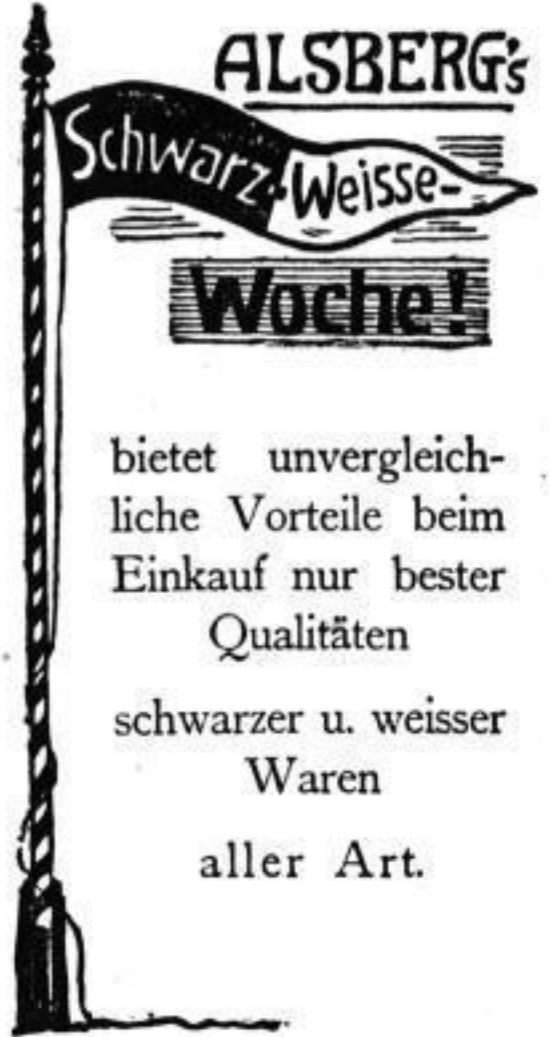 ALSBERG's
Schwarz-Weisse-
Woche!
bietet unvergleich-
liche Vorteile beim
Einkauf nur bester
Qualitäten
schwarzer u. weisser
Waren
aller Art.